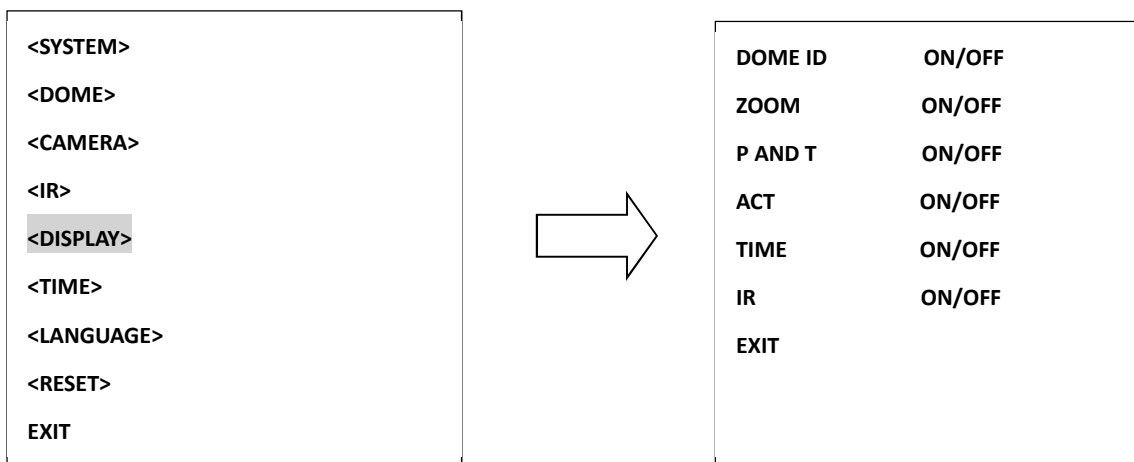 <SYSTEM>
<DOME>
<CAMERA>
<IR>
<DISPLAY>
<TIME>
<LANGUAGE>
<RESET>
EXIT
DOME ID ON/OFF
ZOOM ON/OFF
P AND T ON/OFF
ACT ON/OFF
TIME ON/OFF
IR ON/OFF
EXIT